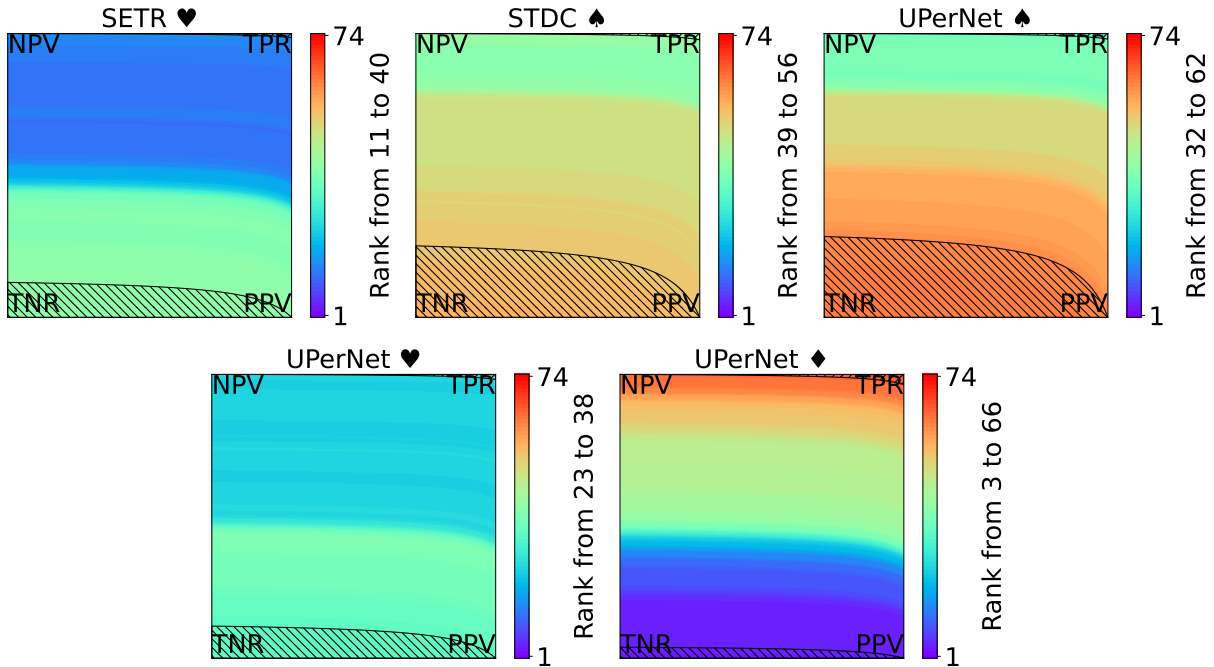 SETR ♥
NPV TPR
TNR PPV
74
1
Rank from 11 to 40
STDC ♠
NPV TPR
TNR PPV
74
1
Rank from 39 to 56
UPerNet ♠
NPV TPR
TNR PPV
74
1
Rank from 32 to 62
UPerNet ♥
NPV TPR
TNR PPV
74
1
Rank from 23 to 38
UPerNet ♦
NPV TPR
TNR PPV
74
1
Rank from 3 to 66